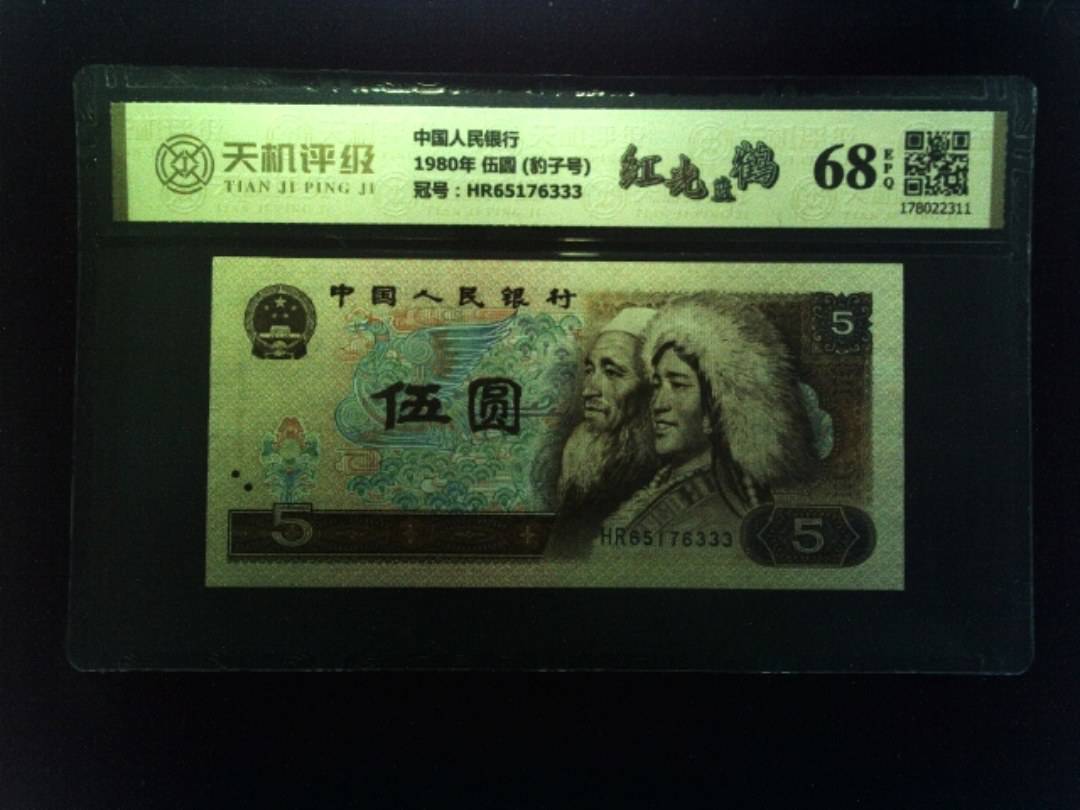 天机评级
TIAN JI PING JI
中国人民银行
1980年 伍圆 (豹子号)
冠号：HR65176333
红光蓝鹤
68
EPQ
178022311
中国人民银行
5
伍圆
5
HR65176333
5